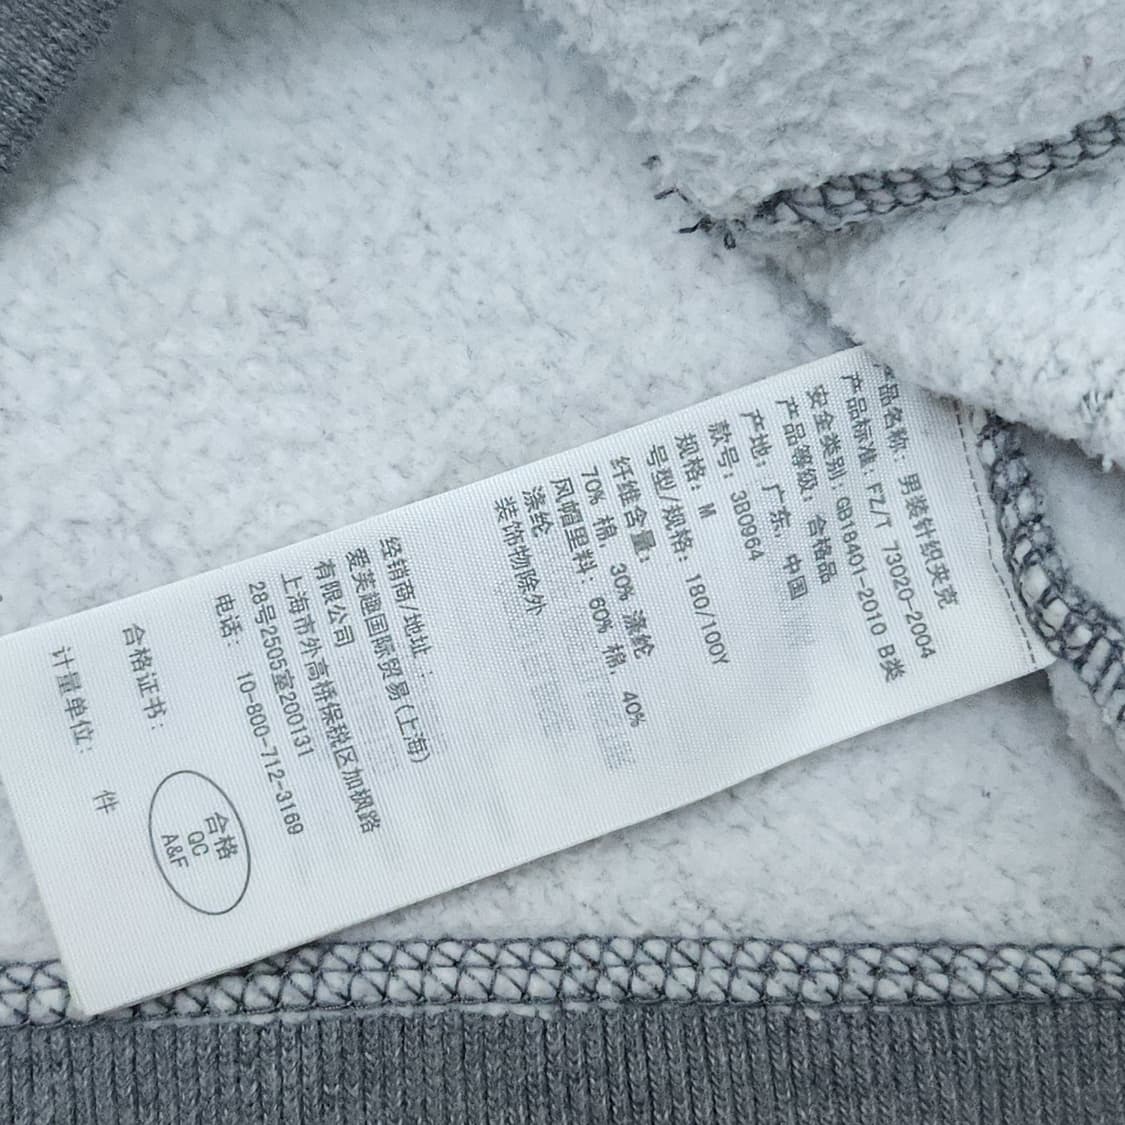 产品名称: 男装针织夹克
产品标准: FZ/T 73020-2004
安全类别: GB18401-2010 B类
产品等级: 合格品
产地: 广东, 中国
款号: 3B0964
规格: M
号型/规格: 180/100Y
纤维含量:
70% 棉, 30% 涤纶
风帽里料: 60% 棉, 40%
涤纶
装饰物除外
经销商/地址:
爱芙趣国际贸易(上海)
有限公司
上海市外高桥保税区加枫路
28号2505室200131
电话: 10-800-712-3169
合格证书:
合格
QC
A&F
计量单位: 件